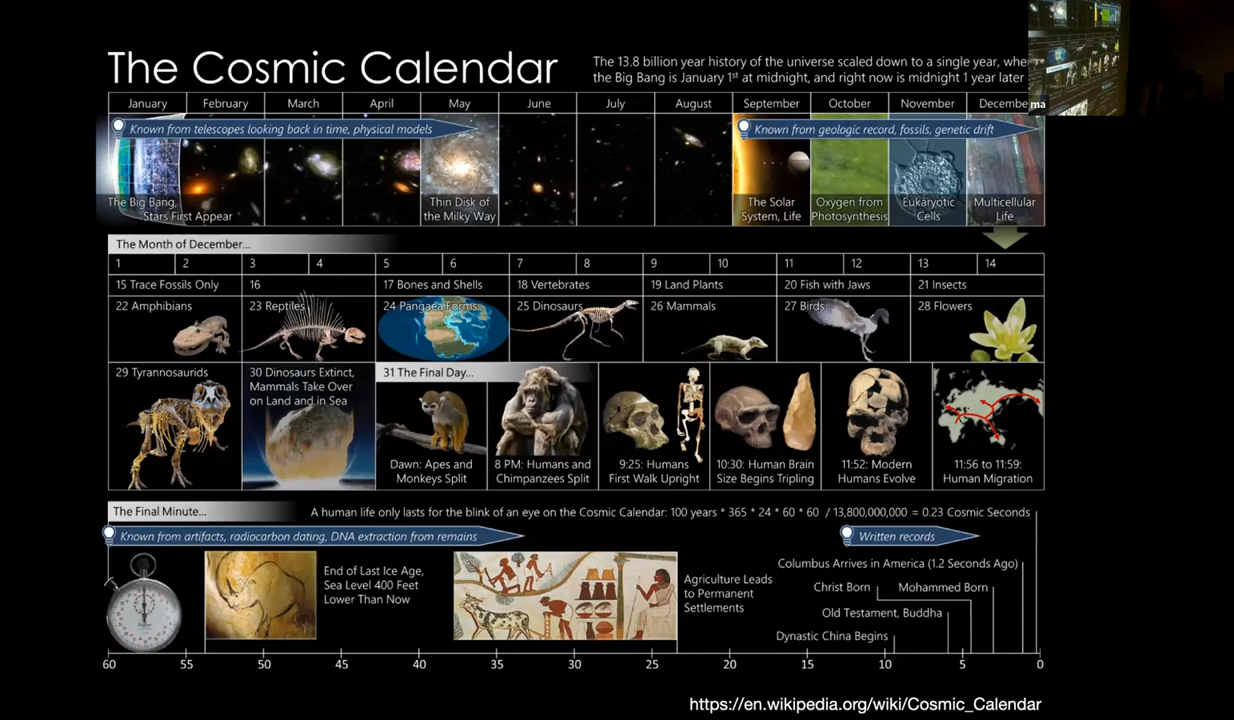 The Cosmic Calendar
The 13.8 billion year history of the universe scaled down to a single year, whe
the Big Bang is January 1st at midnight, and right now is midnight 1 year later
January February March April May June July August September October November Decembe
ma
Known from telescopes looking back in time, physical models
Known from geologic record, fossils, genetic drift
The Big Bang,
Stars First Appear
Thin Disk of
the Milky Way
The Solar
System, Life
Oxygen from
Photosynthesis
Eukaryotic
Cells
Multicellular
Life
The Month of December...
1 2 3 4 5 6 7 8 9 10 11 12 13 14
15 Trace Fossils Only 16 17 Bones and Shells 18 Vertebrates 19 Land Plants 20 Fish with Jaws 21 Insects
22 Amphibians 23 Reptiles 24 Pangaea Forms 25 Dinosaurs 26 Mammals 27 Birds 28 Flowers
29 Tyrannosaurids
30 Dinosaurs Extinct,
Mammals Take Over
on Land and in Sea
31 The Final Day...
Dawn: Apes and
Monkeys Split
8 PM: Humans and
Chimpanzees Split
9:25: Humans
First Walk Upright
10:30: Human Brain
Size Begins Tripling
11:52: Modern
Humans Evolve
11:56 to 11:59:
Human Migration
The Final Minute...
A human life only lasts for the blink of an eye on the Cosmic Calendar: 100 years * 365 * 24 * 60 * 60 / 13,800,000,000 = 0.23 Cosmic Seconds
Known from artifacts, radiocarbon dating, DNA extraction from remains
Written records
End of Last Ice Age,
Sea Level 400 Feet
Lower Than Now
Agriculture Leads
to Permanent
Settlements
Columbus Arrives in America (1.2 Seconds Ago)
Christ Born
Mohammed Born
Old Testament, Buddha
Dynastic China Begins
60 55 50 45 40 35 30 25 20 15 10 5 0
https://en.wikipedia.org/wiki/Cosmic_Calendar